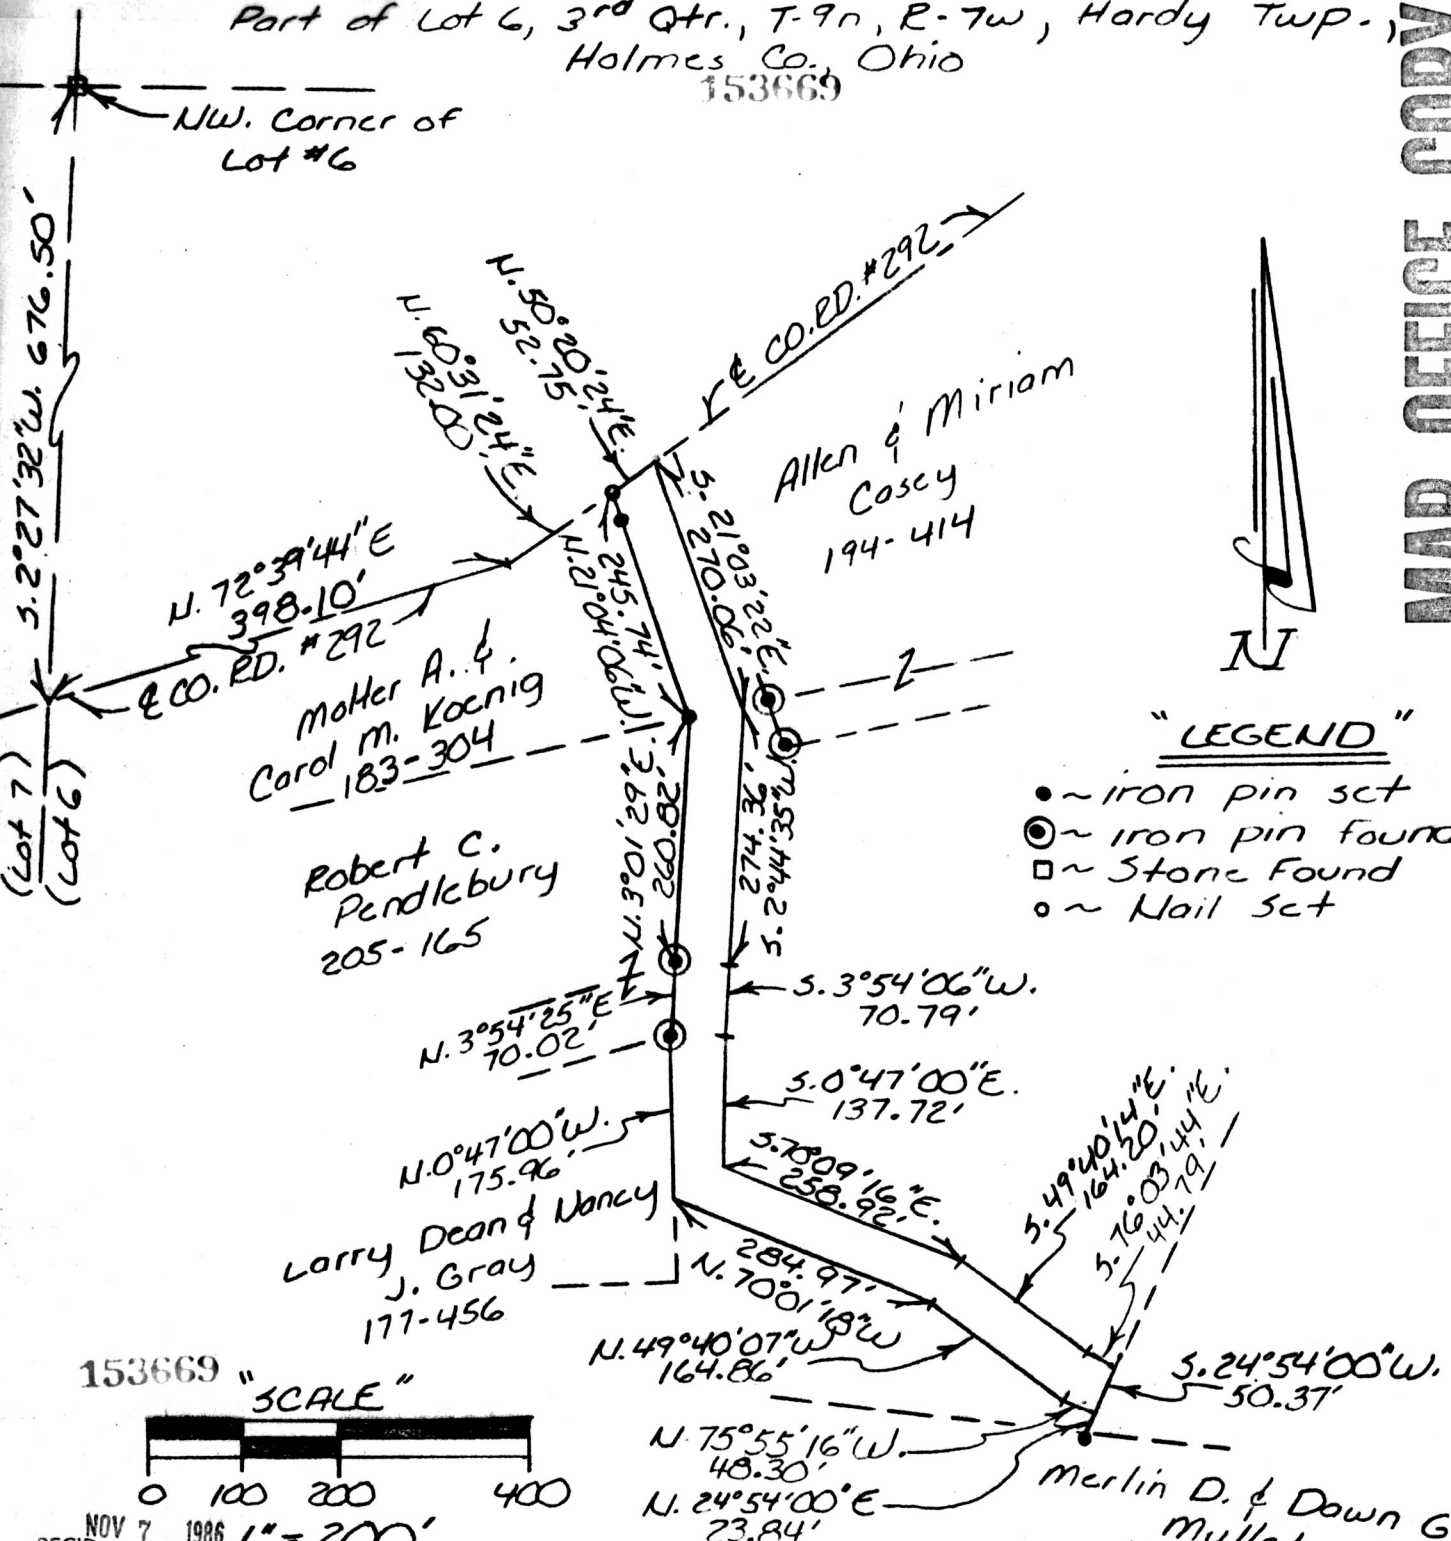 Part of Lot 6, 3rd Qtr., T-9n, R-7w, Hardy Twp.,
Holmes Co., Ohio
153669
NW. Corner of
Lot #6
S.2°27'32"W. 676.50'
N.50°20'24"E.
52.75'
N.60°31'24"E.
132.00'
℄ CO.RD.#292
Allen & Miriam
Casey
194-414
N. 72°39'44"E
398.10'
℄ CO. RD. #292
S.21°03'22"E.
270.06'
245.74'
N.21°04'06"W.
Motter A. &
Carol M. Koenig
183-304
(Lot 7)
(Lot 6)
N
"LEGEND"
~ iron pin set
~ iron pin found
~ Stone Found
~ Nail Set
Robert C.
Pendlebury
205-165
N.3°01'29"E.
260.82'
274.36'
S.2°44'35"W.
S.3°54'06"W.
70.79'
N.3°54'25"E
70.02'
S.0°47'00"E.
137.72'
N.0°47'00"W.
175.96'
S.70°09'16"E.
258.92'
S.49°40'14"E.
164.20'
S.76°03'44"E.
44.79'
Larry Dean & Nancy
J. Gray
177-456
284.97'
N.70°01'18"W
N.49°40'07"W
164.86'
S.24°54'00"W.
50.37'
153669
"SCALE"
0 100 200 400
1"=200'
NOV 7 1986
N.75°55'16"W.
48.30'
N.24°54'00"E
23.84'
Merlin D. & Dawn G
MAD OFFICE COPY